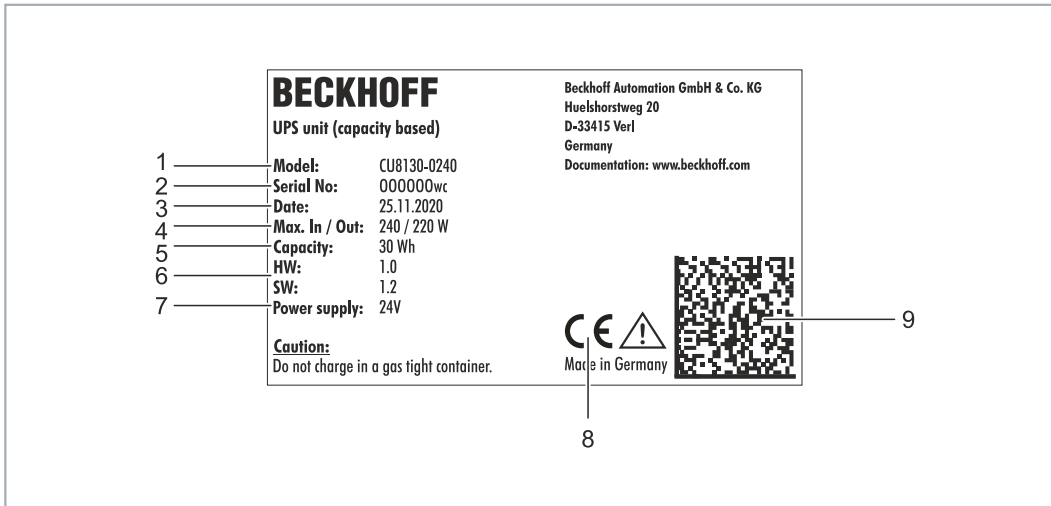 BECKHOFF
UPS unit (capacity based)
Beckhoff Automation GmbH & Co. KG
Huelshorstweg 20
D-33415 Verl
Germany
Documentation: www.beckhoff.com
1 Model: CU8130-0240
2 Serial No: 000000wc
3 Date: 25.11.2020
4 Max. In / Out: 240 / 220 W
5 Capacity: 30 Wh
6 HW: 1.0
SW: 1.2
7 Power supply: 24V
Caution:
Do not charge in a gas tight container.
CE
Made in Germany
8
9